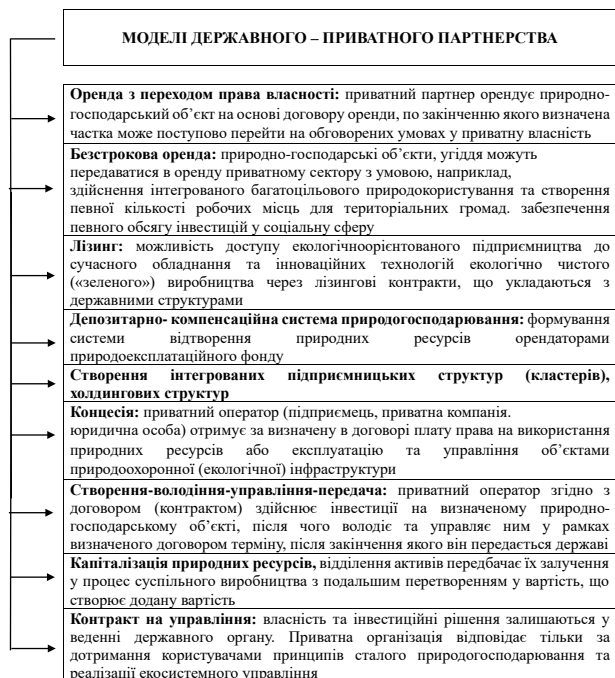 МОДЕЛІ ДЕРЖАВНОГО – ПРИВАТНОГО ПАРТНЕРСТВА
Оренда з переходом права власності: приватний партнер орендує природно-
господарський об’єкт на основі договору оренди, по закінченню якого визначена
частка може поступово перейти на обговорених умовах у приватну власність
Безстрокова оренда: природно-господарські об’єкти, угіддя можуть
передаватися в оренду приватному сектору з умовою, наприклад,
здійснення інтегрованого багатоцільового природокористування та створення
певної кількості робочих місць для територіальних громад. забезпечення
певного обсягу інвестицій у соціальну сферу
Лізинг: можливість доступу екологічноорієнтованого підприємництва до
сучасного обладнання та інноваційних технологій екологічно чистого
(«зеленого») виробництва через лізингові контракти, що укладаються з
державними структурами
Депозитарно- компенсаційна система природогосподарювання: формування
системи відтворення природних ресурсів орендаторами
природоексплатаційного фонду
Створення інтегрованих підприємницьких структур (кластерів),
холдингових структур
Концесія: приватний оператор (підприємець, приватна компанія.
юридична особа) отримує за визначену в договорі плату права на використання
природних ресурсів або експлуатацію та управління об’єктами
природоохоронної (екологічної) інфраструктури
Створення-володіння-управління-передача: приватний оператор згідно з
договором (контрактом) здійснює інвестиції на визначеному природно-
господарському об’єкті, після чого володіє та управляє ним у рамках
визначеного договором терміну, після закінчення якого він передається державі
Капіталізація природних ресурсів, відділення активів передбачає їх залучення
у процес суспільного виробництва з подальшим перетворенням у вартість, що
створює додану вартість
Контракт на управління: власність та інвестиційні рішення залишаються у
веденні державного органу. Приватна організація відповідає тільки за
дотримання користувачами принципів сталого природогосподарювання та
реалізації екосистемного управління